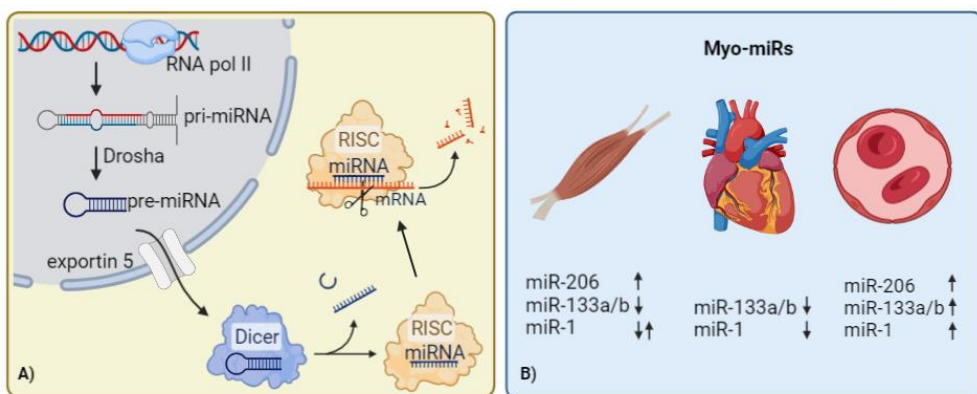 RNA pol II
pri-miRNA
Drosha
pre-miRNA
exportin 5
Dicer
RISC
miRNA
RISC
miRNA
mRNA
A)
Myo-miRs
miR-206 ↑
miR-133a/b ↓
miR-1 ↓↑
miR-133a/b ↓
miR-1 ↓
miR-206 ↑
miR-133a/b ↑
miR-1 ↑
B)